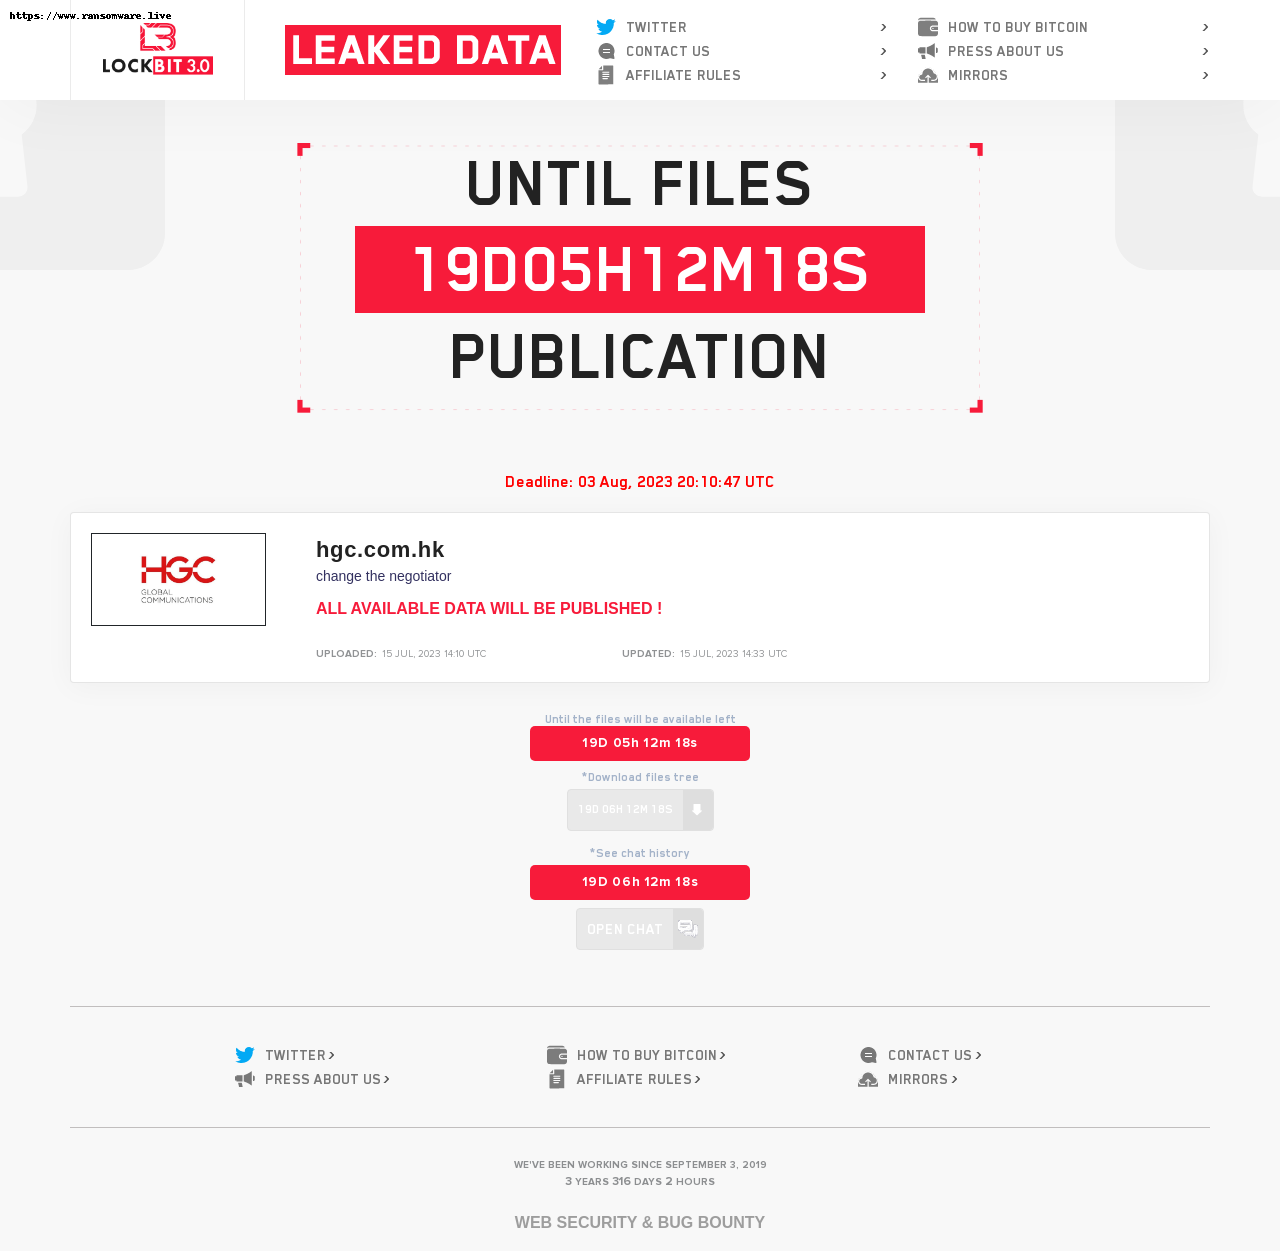 https://www.ransomware.live
LOCKBIT 3.0
LEAKED DATA
TWITTER >
CONTACT US >
AFFILIATE RULES >
HOW TO BUY BITCOIN >
PRESS ABOUT US >
MIRRORS >
UNTIL FILES
19D05H12M18S
PUBLICATION
Deadline: 03 Aug, 2023 20:10:47 UTC
HGC
GLOBAL
COMMUNICATIONS
hgc.com.hk
change the negotiator
ALL AVAILABLE DATA WILL BE PUBLISHED !
UPLOADED: 15 JUL, 2023 14:10 UTC
UPDATED: 15 JUL, 2023 14:33 UTC
Until the files will be available left
19D 05h 12m 18s
*Download files tree
19D 06H 12M 18S
*See chat history
19D 06h 12m 18s
OPEN CHAT
TWITTER >
HOW TO BUY BITCOIN >
CONTACT US >
PRESS ABOUT US >
AFFILIATE RULES >
MIRRORS >
WE'VE BEEN WORKING SINCE SEPTEMBER 3, 2019
3 YEARS 316 DAYS 2 HOURS
WEB SECURITY & BUG BOUNTY